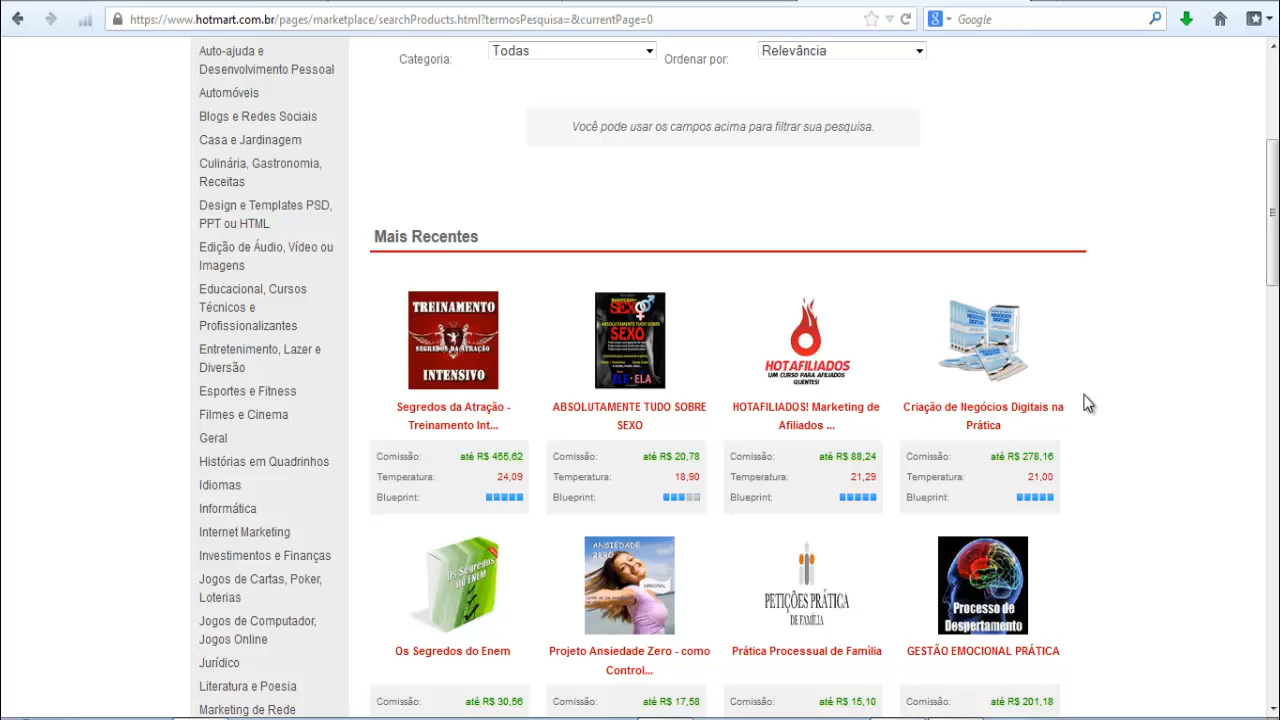 https://www.hotmart.com.br/pages/marketplace/searchProducts.html?termosPesquisa=&currentPage=0
Google
Auto-ajuda e
Desenvolvimento Pessoal
Automóveis
Blogs e Redes Sociais
Casa e Jardinagem
Culinária, Gastronomia,
Receitas
Design e Templates PSD,
PPT ou HTML
Edição de Áudio, Vídeo ou
Imagens
Educacional, Cursos
Técnicos e
Profissionalizantes
Entretenimento, Lazer e
Diversão
Esportes e Fitness
Filmes e Cinema
Geral
Histórias em Quadrinhos
Idiomas
Informática
Internet Marketing
Investimentos e Finanças
Jogos de Cartas, Poker,
Loterias
Jogos de Computador,
Jogos Online
Jurídico
Literatura e Poesia
Marketing de Rede
Categoria: Todas Ordenar por: Relevância
Você pode usar os campos acima para filtrar sua pesquisa.
Mais Recentes
TREINAMENTO
SEGREDOS DA ATRAÇÃO
INTENSIVO
Segredos da Atração -
Treinamento Int...
Comissão: até R$ 455,62
Temperatura: 24,09
Blueprint:
SEXO
ABSOLUTAMENTE TUDO SOBRE
SEXO
ELE - ELA
ABSOLUTAMENTE TUDO SOBRE
SEXO
Comissão: até R$ 20,78
Temperatura: 18,90
Blueprint:
HOTAFILIADOS
UM CURSO PARA AFILIADOS
QUENTES!
HOTAFILIADOS! Marketing de
Afiliados ...
Comissão: até R$ 88,24
Temperatura: 21,29
Blueprint:
NEGÓCIOS
DIGITAIS
Criação de Negócios Digitais na
Prática
Comissão: até R$ 278,16
Temperatura: 21,00
Blueprint:
Os Segredos
do ENEM
Os Segredos do Enem
Comissão: até R$ 30,56
ANSIEDADE
ZERO
Projeto Ansiedade Zero - como
Control...
Comissão: até R$ 17,58
PETIÇÕES PRÁTICA
DE FAMÍLIA
Prática Processual de Família
Comissão: até R$ 15,10
Processo de
Despertamento
GESTÃO EMOCIONAL PRÁTICA
Comissão: até R$ 201,18